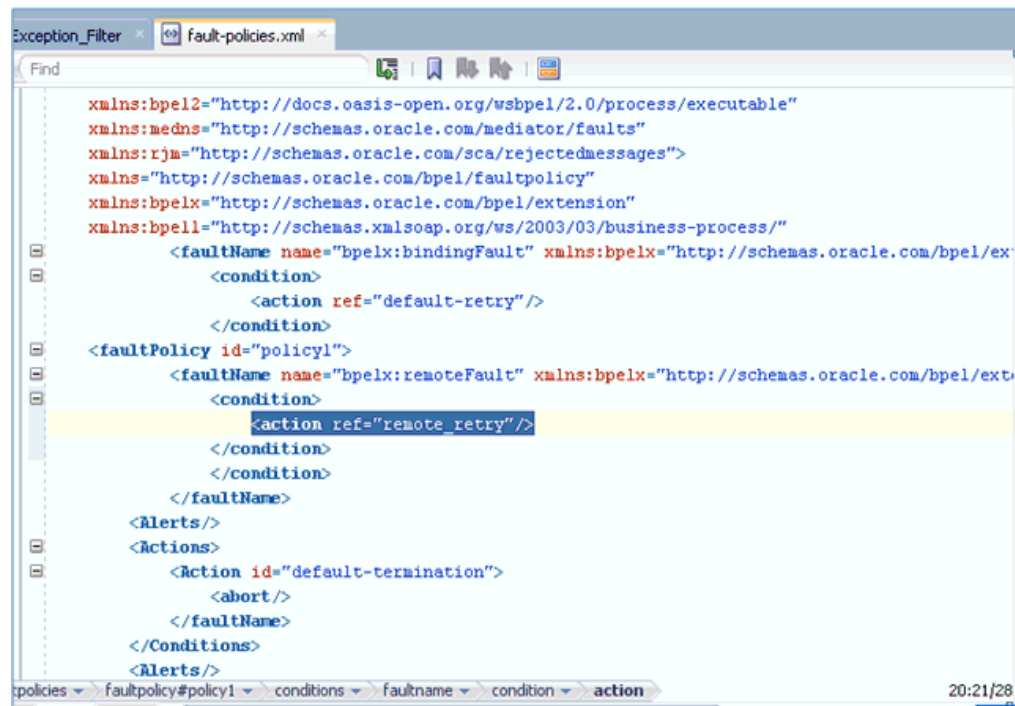 Exception_Filter
fault-policies.xml
Find
xmlns:bpel2="http://docs.oasis-open.org/wsbpel/2.0/process/executable"
xmlns:medns="http://schemas.oracle.com/mediator/faults"
xmlns:rjm="http://schemas.oracle.com/sca/rejectedmessages">
xmlns="http://schemas.oracle.com/bpel/faultpolicy"
xmlns:bpelx="http://schemas.oracle.com/bpel/extension"
xmlns:bpell="http://schemas.xmlsoap.org/ws/2003/03/business-process/"
<faultName name="bpelx:bindingFault" xmlns:bpelx="http://schemas.oracle.com/bpel/ex
<condition>
<action ref="default-retry"/>
</condition>
<faultPolicy id="policy1">
<faultName name="bpelx:remoteFault" xmlns:bpelx="http://schemas.oracle.com/bpel/ext
<condition>
<action ref="remote_retry"/>
</condition>
</condition>
</faultName>
<Alerts/>
<Actions>
<Action id="default-termination">
<abort/>
</faultName>
</Conditions>
<Alerts/>
tpolicies faultpolicy#policy1 conditions faultname condition action 20:21/28